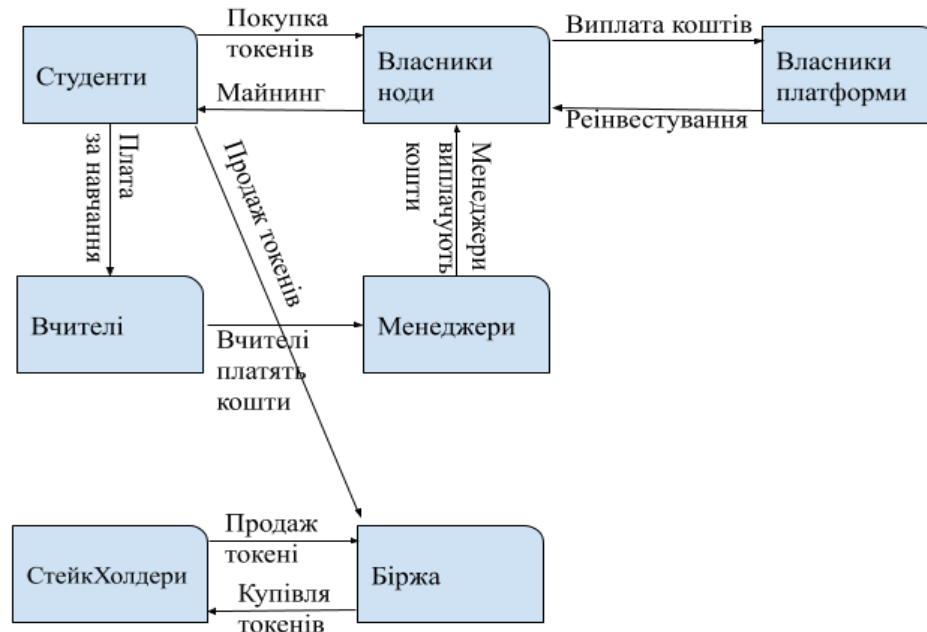 Покупка
токенів
Студенти
Майнинг
Власники
ноди
Виплата коштів
Реінвестування
Власники
платформи
Плата
за навчання
Продаж токенів
Менеджери
виплачують
кошти
Вчителі
Вчителі
платять
кошти
Менеджери
СтейкХолдери
Продаж
токені
Купівля
токенів
Біржа